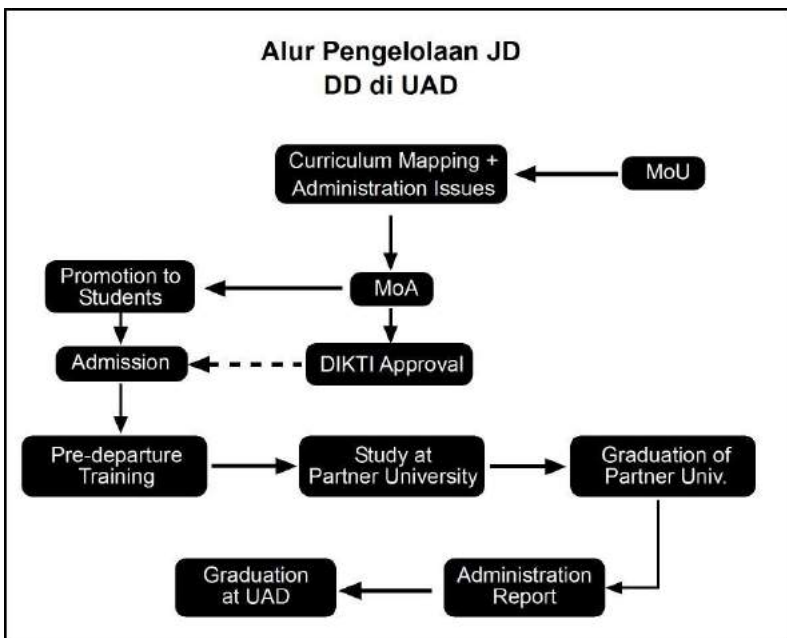 Alur Pengelolaan JD
DD di UAD
Curriculum Mapping +
Administration Issues
MoU
Promotion to
Students
MoA
Admission
DIKTI Approval
Pre-departure
Training
Study at
Partner University
Graduation of
Partner Univ.
Graduation
at UAD
Administration
Report